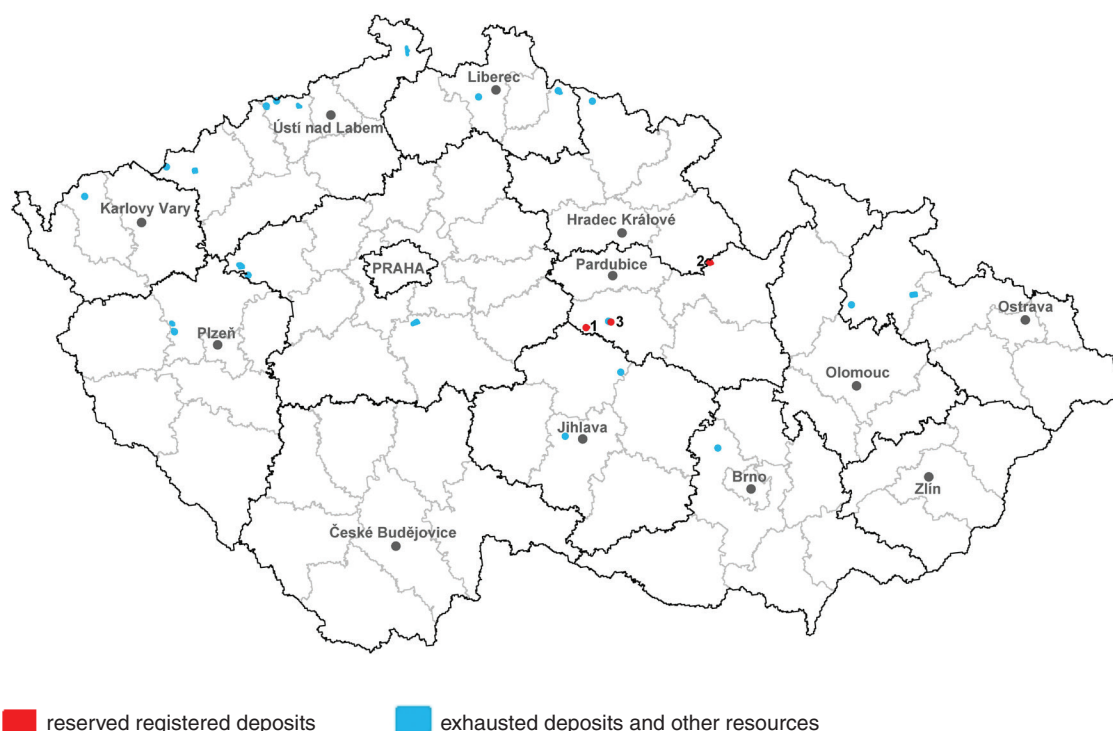 Liberec
Ústí nad Labem
Karlovy Vary
Hradec Králové
PRAHA
Pardubice
2
1
3
Plzeň
Ostrava
Olomouc
Jihlava
Brno
Zlín
České Budějovice
reserved registered deposits
exhausted deposits and other resources